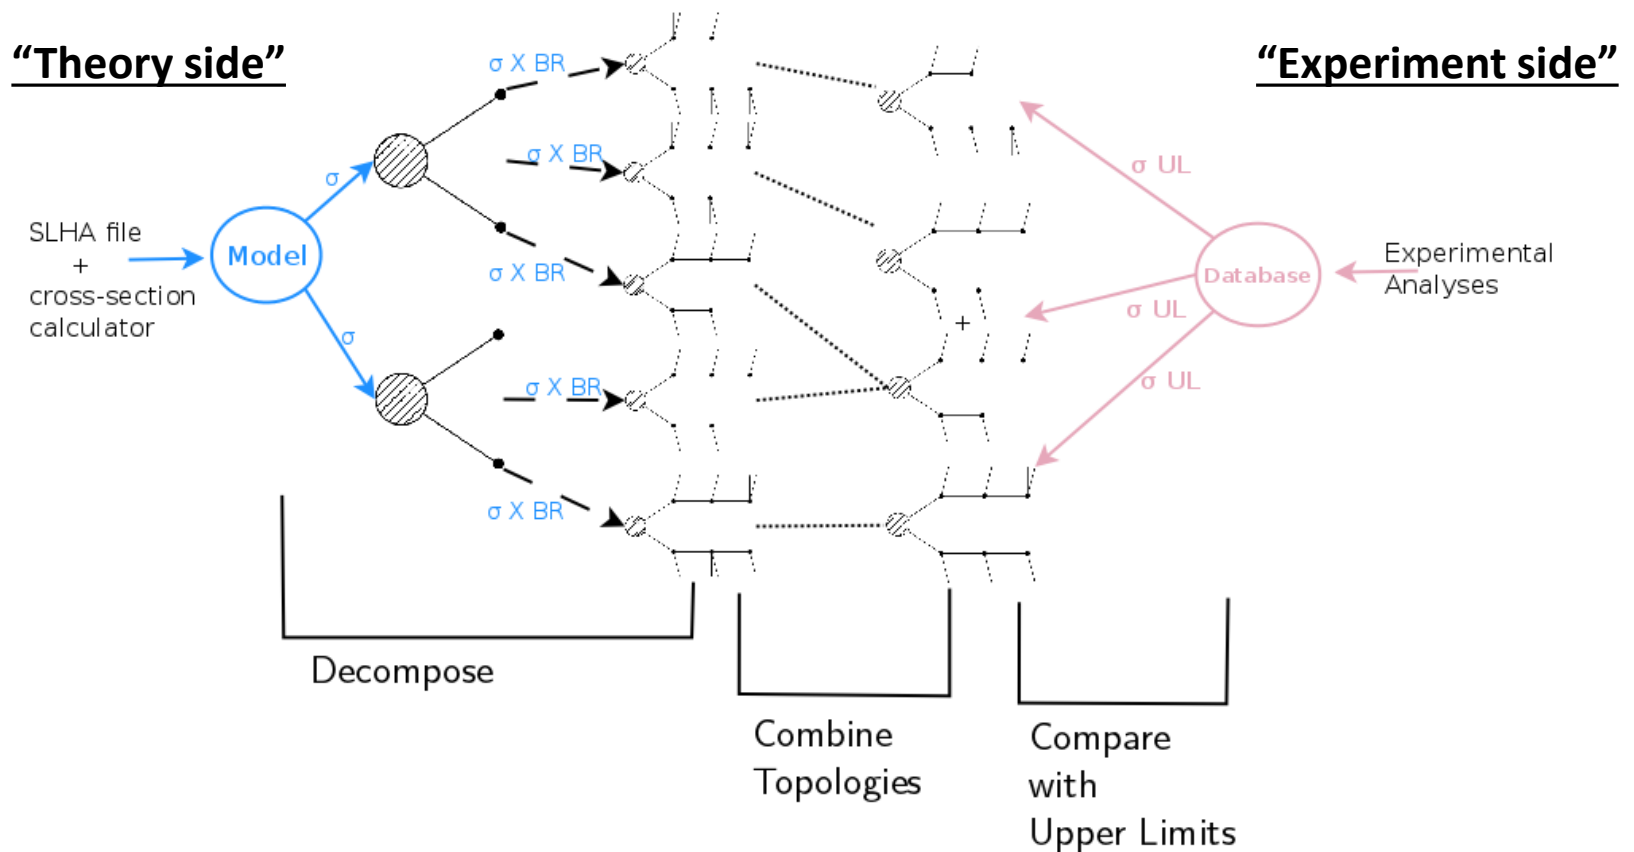 “Theory side”
“Experiment side”
σ X BR
σ X BR
σ X BR
σ X BR
σ X BR
σ
σ
SLHA file
+
cross-section
calculator
Model
+
σ UL
σ UL
σ UL
Database
Experimental
Analyses
Decompose
Combine
Topologies
Compare
with
Upper Limits